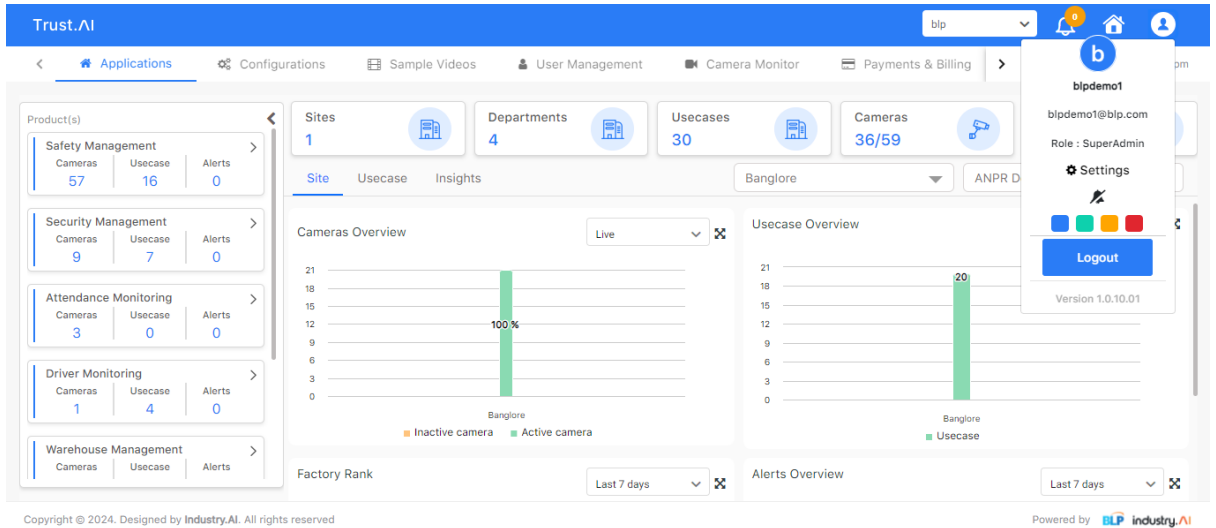 Trust.ΛI
blp
0
Applications
Configurations
Sample Videos
User Management
Camera Monitor
Payments & Billing
pm
b
blpdemo1
blpdemo1@blp.com
Role : SuperAdmin
Settings
Logout
Version 1.0.10.01
Product(s)
Safety Management
Cameras Usecase Alerts
57 16 0
Security Management
Cameras Usecase Alerts
9 7 0
Attendance Monitoring
Cameras Usecase Alerts
3 0 0
Driver Monitoring
Cameras Usecase Alerts
1 4 0
Warehouse Management
Cameras Usecase Alerts
Sites
1
Departments
4
Usecases
30
Cameras
36/59
Site Usecase Insights
Banglore
ANPR D
Cameras Overview
Live
21
18
15
12
9
6
3
0
100 %
Banglore
Inactive camera Active camera
Usecase Overview
21
18
15
12
9
6
3
0
20
Banglore
Usecase
Factory Rank
Last 7 days
Alerts Overview
Last 7 days
Copyright © 2024. Designed by Industry.AI. All rights reserved
Powered by BLP industry.ΛI